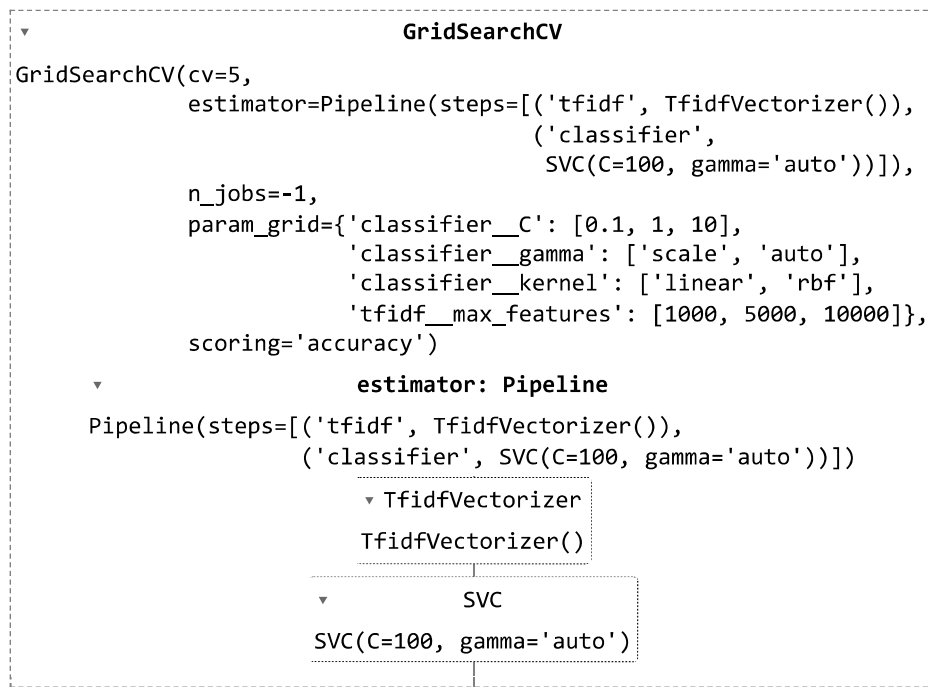 GridSearchCV
GridSearchCV(cv=5,
estimator=Pipeline(steps=[('tfidf', TfidfVectorizer()),
('classifier',
SVC(C=100, gamma='auto'))]),
n_jobs=-1,
param_grid={'classifier__C': [0.1, 1, 10],
'classifier__gamma': ['scale', 'auto'],
'classifier__kernel': ['linear', 'rbf'],
'tfidf__max_features': [1000, 5000, 10000]},
scoring='accuracy')
estimator: Pipeline
Pipeline(steps=[('tfidf', TfidfVectorizer()),
('classifier', SVC(C=100, gamma='auto'))])
TfidfVectorizer
TfidfVectorizer()
SVC
SVC(C=100, gamma='auto')